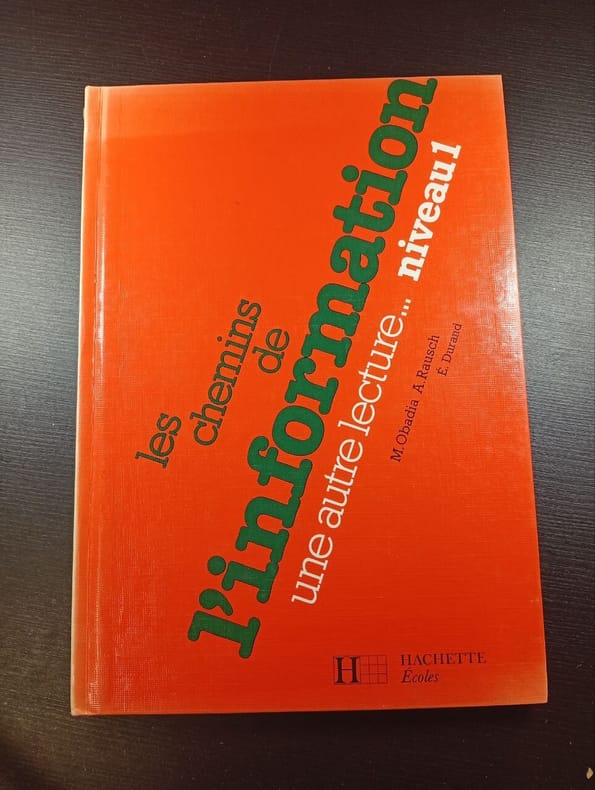 les
chemins
de
l'information
une autre lecture... niveau 1
M. Obadia A. Rausch
É. Durand
H
HACHETTE
Écoles